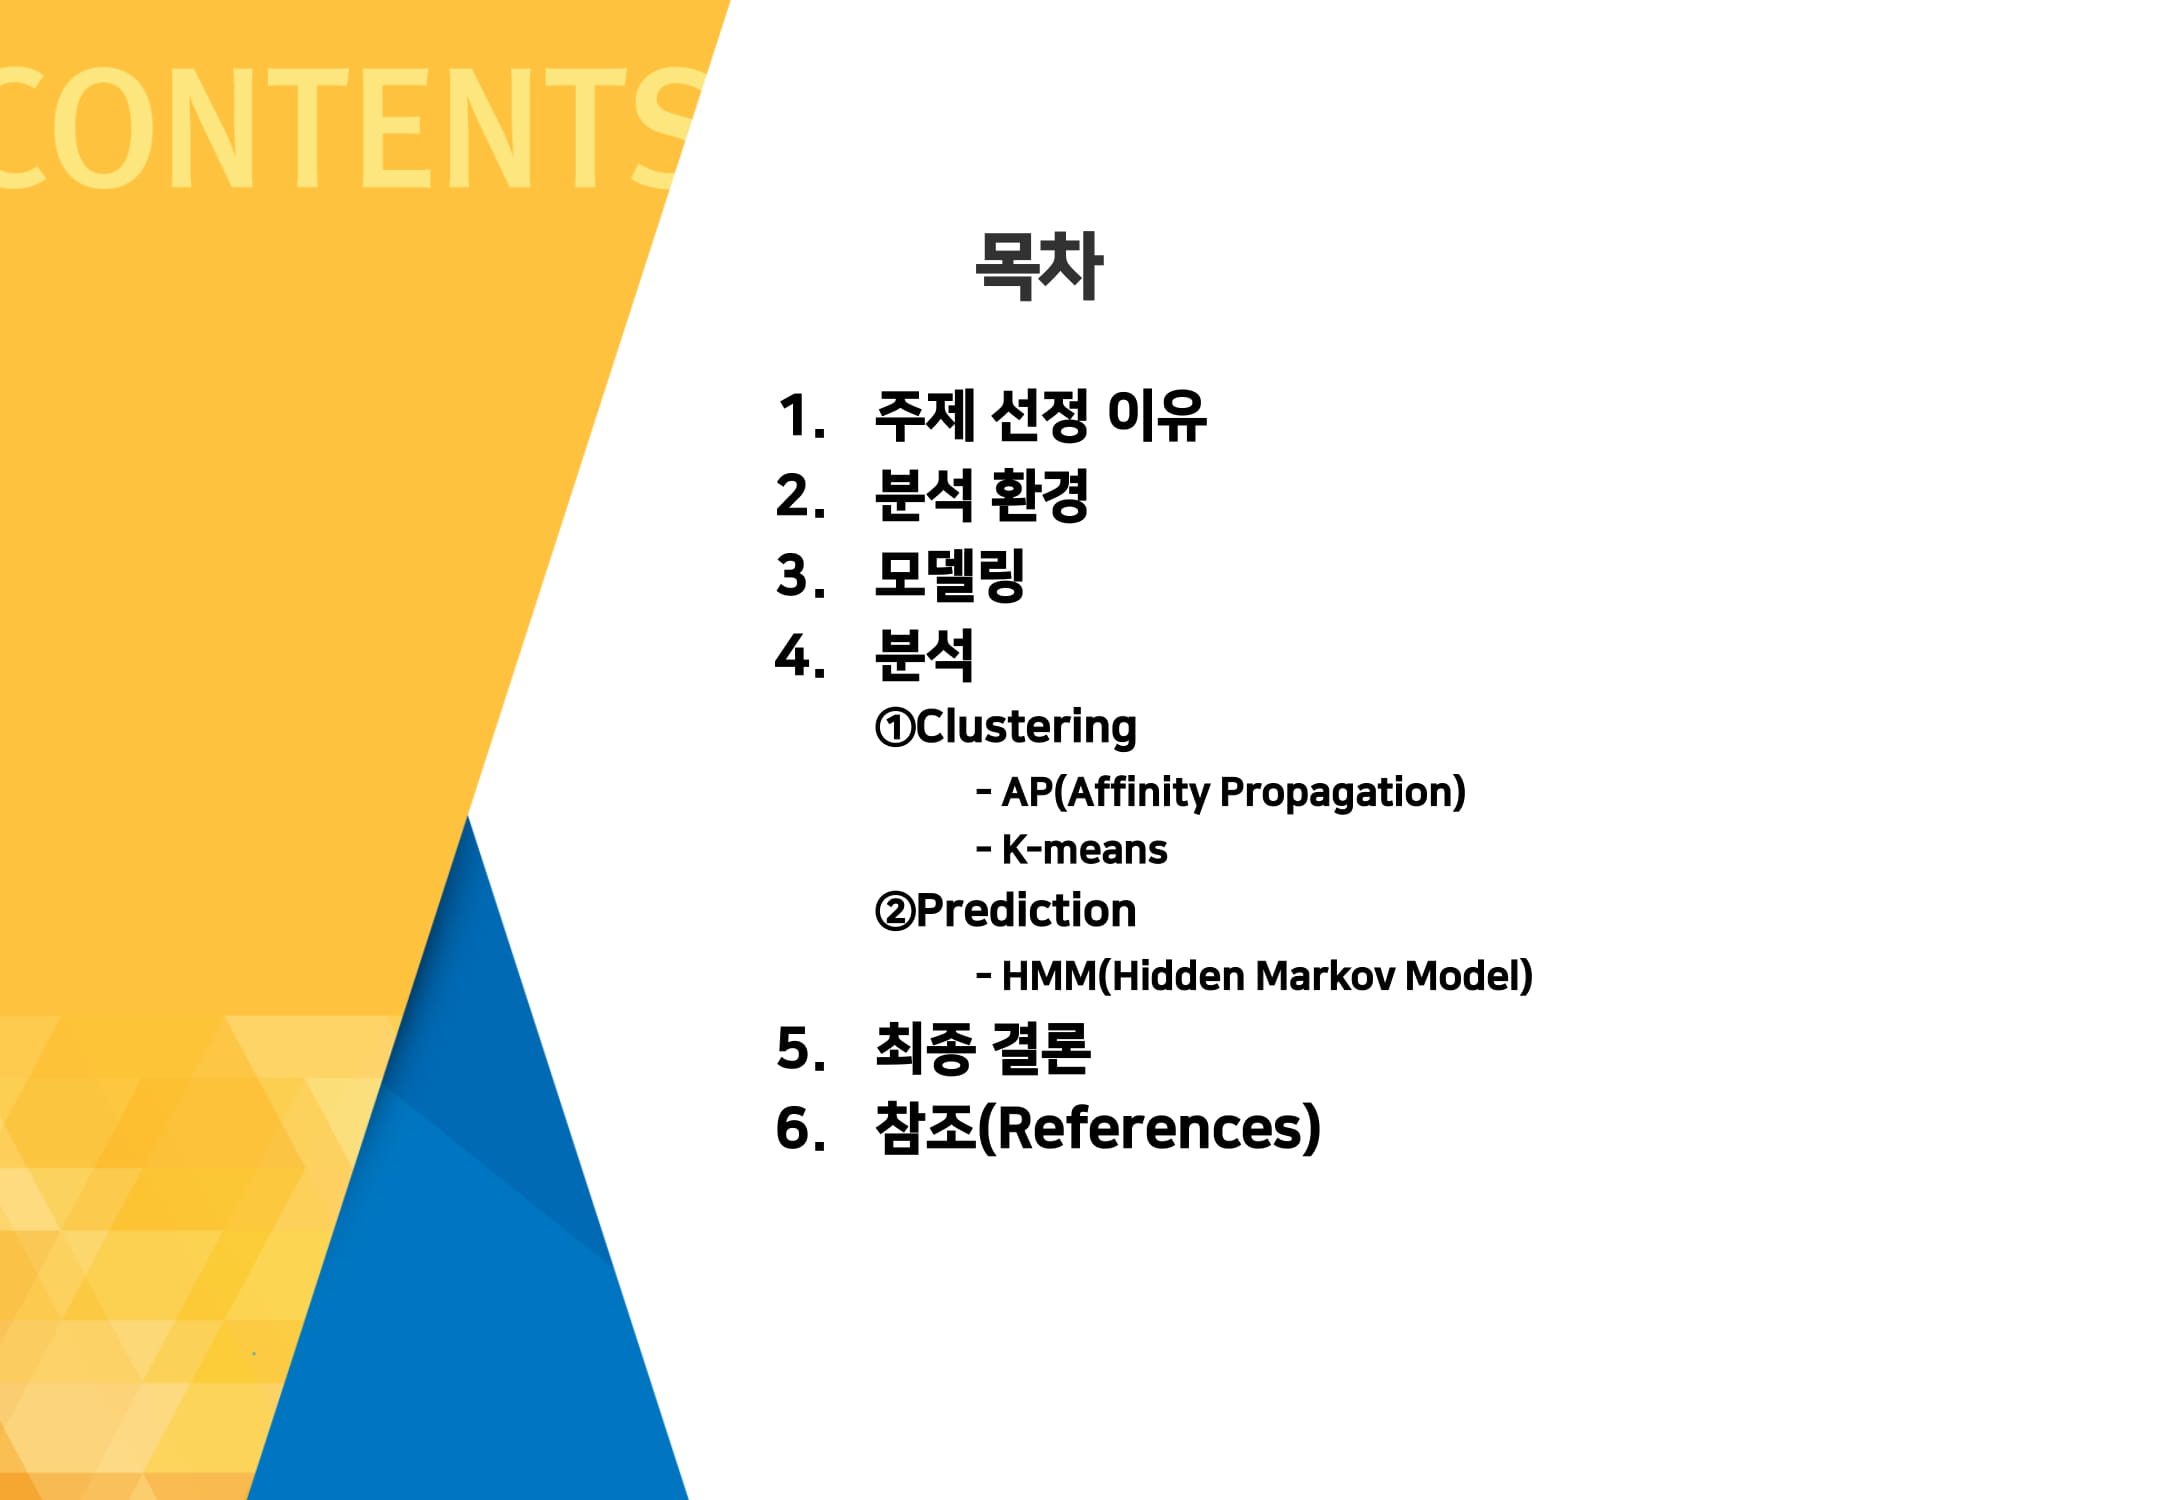 CONTENTS
목차
1. 주제 선정 이유
2. 분석 환경
3. 모델링
4. 분석
①Clustering
- AP(Affinity Propagation)
- K-means
②Prediction
- HMM(Hidden Markov Model)
5. 최종 결론
6. 참조(References)